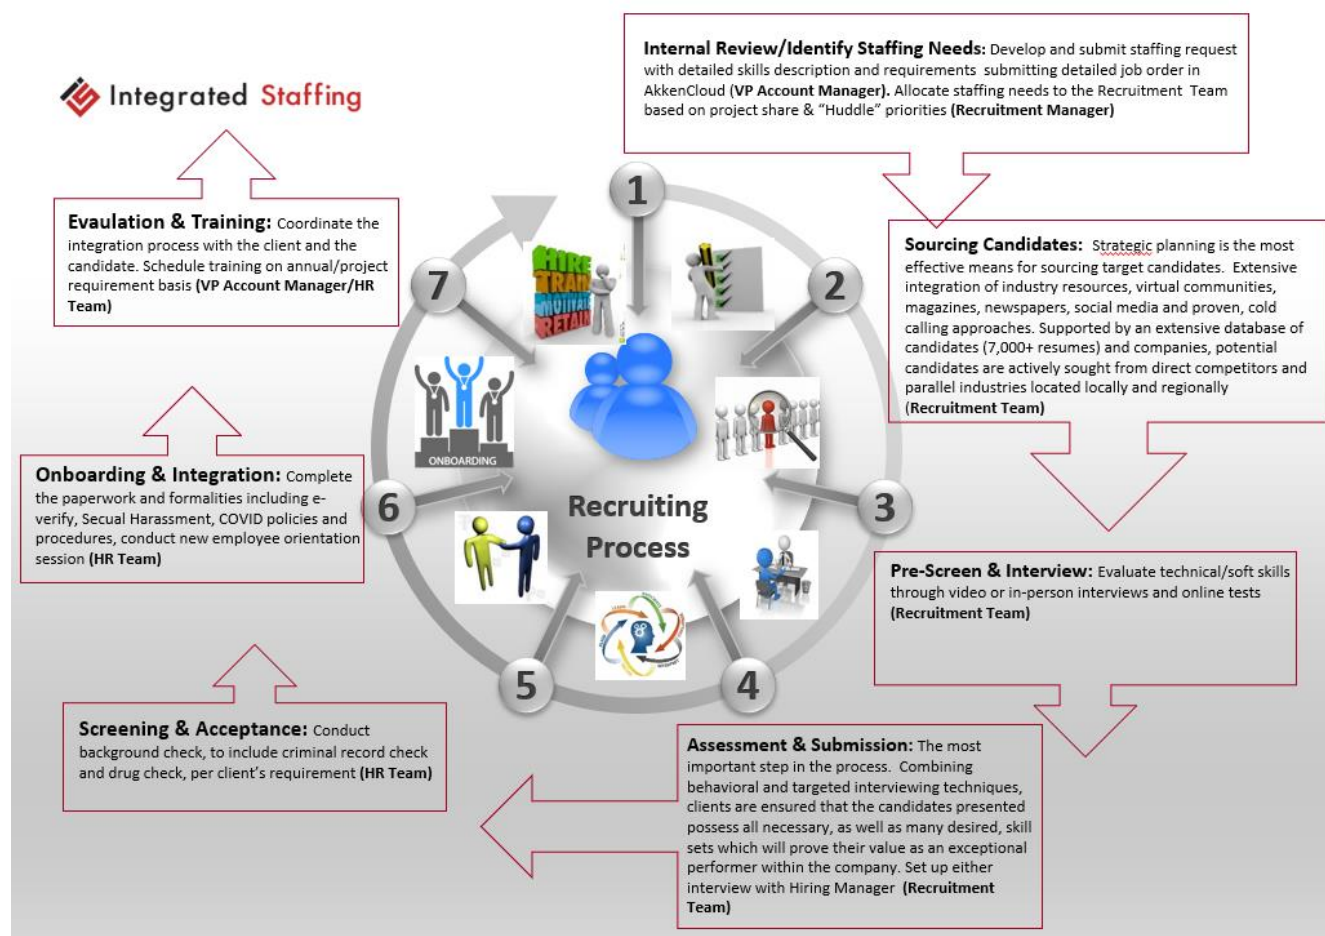 Integrated Staffing
Internal Review/Identify Staffing Needs: Develop and submit staffing request
with detailed skills description and requirements submitting detailed job order in
AkkenCloud (VP Account Manager). Allocate staffing needs to the Recruitment Team
based on project share & “Huddle” priorities (Recruitment Manager)
Sourcing Candidates: Strategic planning is the most
effective means for sourcing target candidates. Extensive
integration of industry resources, virtual communities,
magazines, newspapers, social media and proven, cold
calling approaches. Supported by an extensive database of
candidates (7,000+ resumes) and companies, potential
candidates are actively sought from direct competitors and
parallel industries located locally and regionally
(Recruitment Team)
Pre-Screen & Interview: Evaluate technical/soft skills
through video or in-person interviews and online tests
(Recruitment Team)
Assessment & Submission: The most
important step in the process. Combining
behavioral and targeted interviewing techniques,
clients are ensured that the candidates presented
possess all necessary, as well as many desired, skill
sets which will prove their value as an exceptional
performer within the company. Set up either
interview with Hiring Manager (Recruitment
Team)
Screening & Acceptance: Conduct
background check, to include criminal record check
and drug check, per client’s requirement (HR Team)
Onboarding & Integration: Complete
the paperwork and formalities including e-
verify, Secual Harassment, COVID policies and
procedures, conduct new employee orientation
session (HR Team)
Evaulation & Training: Coordinate the
integration process with the client and the
candidate. Schedule training on annual/project
requirement basis (VP Account Manager/HR
Team)
1
2
3
4
5
6
7
HIRE
TRAIN
MOTIVATE
RETAIN
ONBOARDING
Recruiting
Process